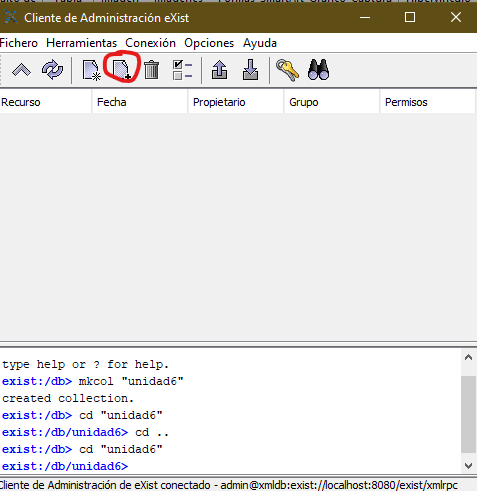 Cliente de Administración eXist
Fichero Herramientas Conexión Opciones Ayuda
Recurso Fecha Propietario Grupo Permisos
type help or ? for help.
exist:/db> mkcol "unidad6"
created collection.
exist:/db> cd "unidad6"
exist:/db/unidad6> cd ..
exist:/db> cd "unidad6"
exist:/db/unidad6>
Cliente de Administración de eXist conectado - admin@xmldb:exist://localhost:8080/exist/xmlrpc